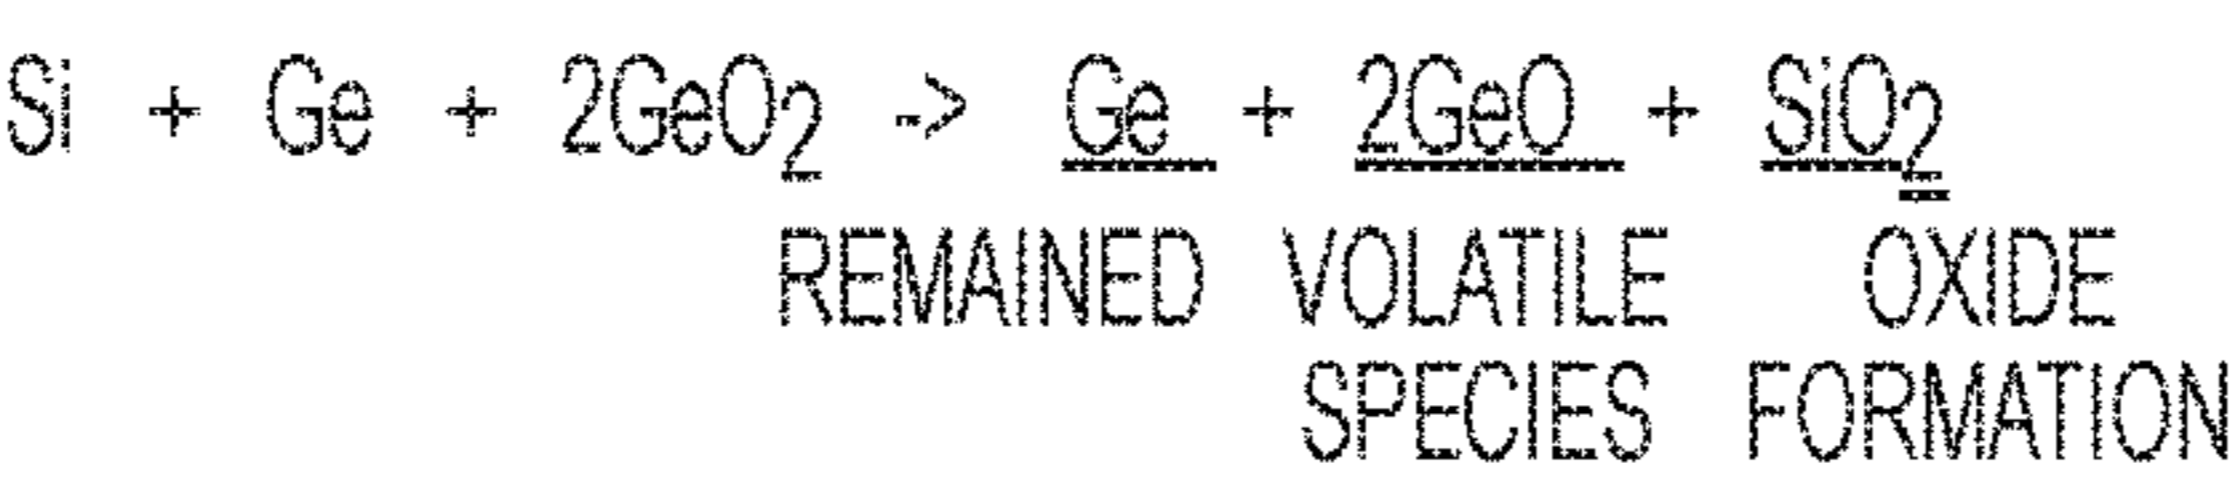 Si + Ge + 2GeO₂ -> Ge + 2GeO + SiO₂
REMAINED VOLATILE OXIDE
SPECIES FORMATION